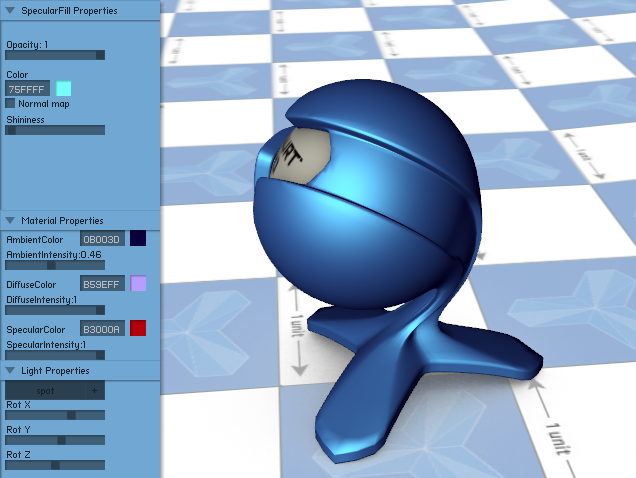 SpecularFill Properties
Opacity: 1
Color
75FFFF
Normal map
Shininess
Material Properties
AmbientColor 0B003D
AmbientIntensity:0.46
DiffuseColor B59EFF
DiffuseIntensity:1
SpecularColor B3000A
SpecularIntensity:1
Light Properties
spot +
Rot X
Rot Y
Rot Z
1 unit
1 unit
1 unit